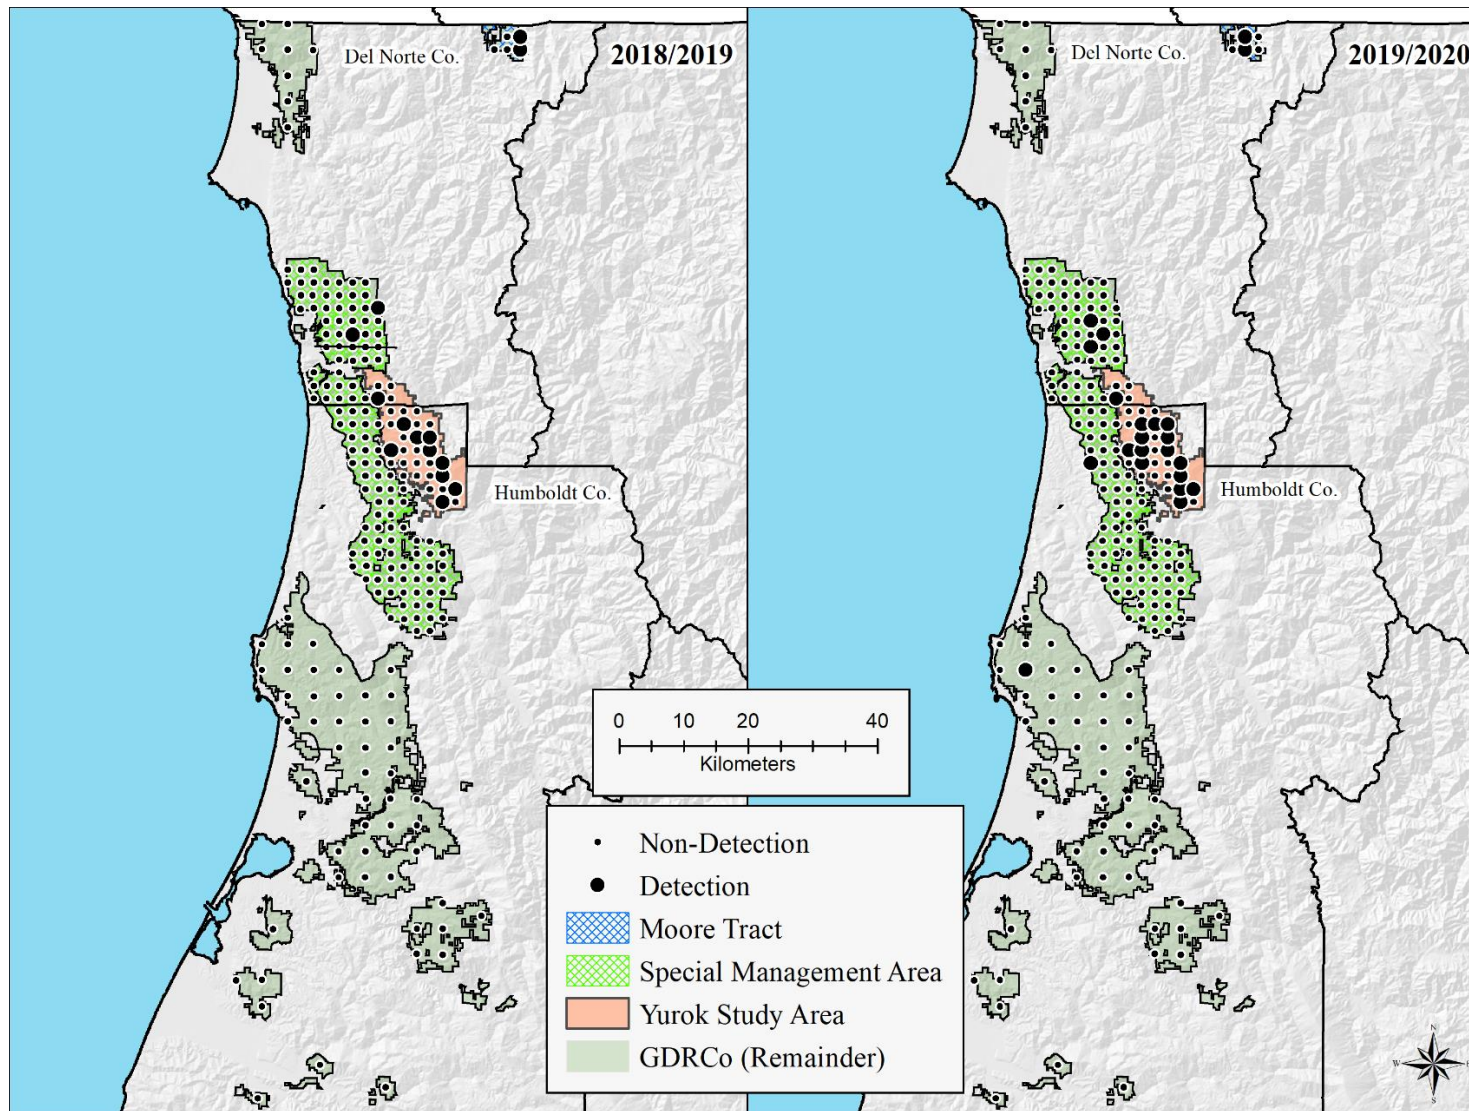 Del Norte Co.
2018/2019
Del Norte Co.
2019/2020
Humboldt Co.
Humboldt Co.
0 10 20 40
Kilometers
Non-Detection
Detection
Moore Tract
Special Management Area
Yurok Study Area
GDRCo (Remainder)
N
W E
S